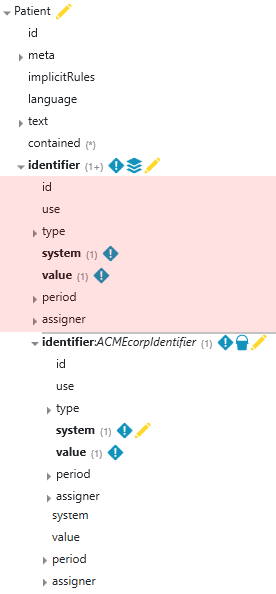 Patient
id
meta
implicitRules
language
text
contained (*)
identifier (1+)
id
use
type
system (1)
value (1)
period
assigner
identifier:ACMEcorpIdentifier (1)
id
use
type
system (1)
value (1)
period
assigner
system
value
period
assigner